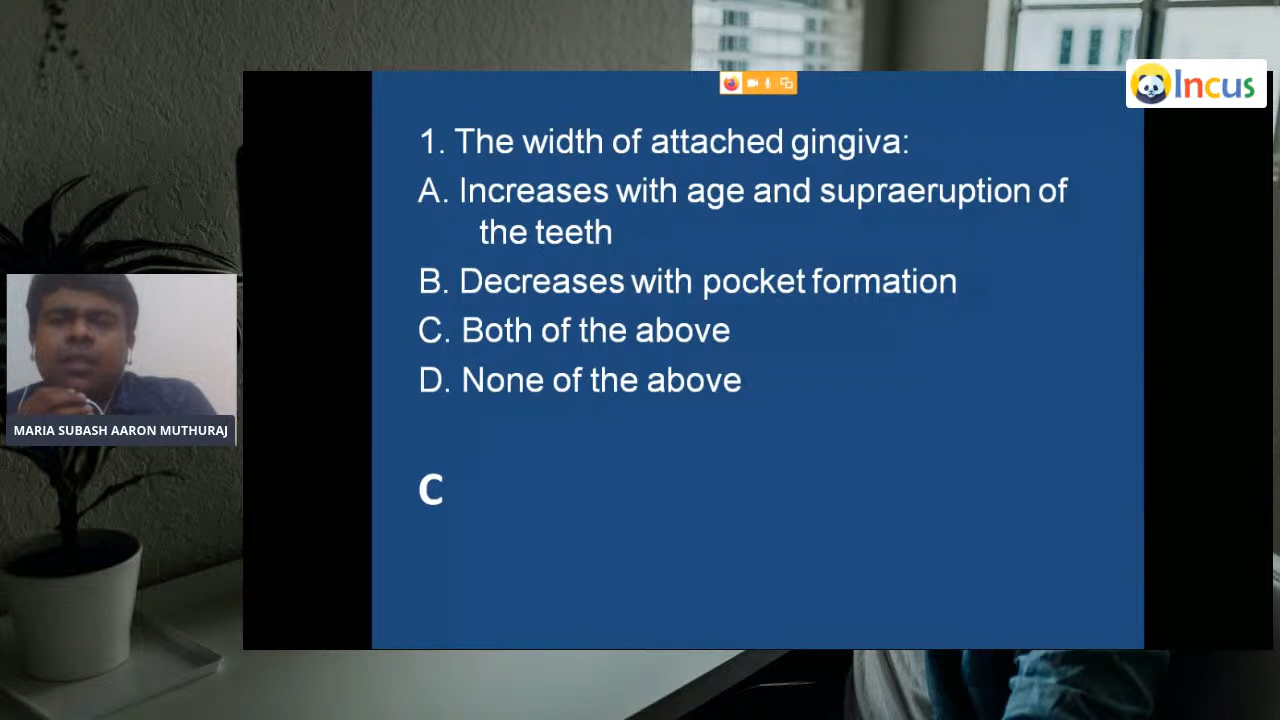 Incus
1. The width of attached gingiva:
A. Increases with age and supraeruption of
the teeth
B. Decreases with pocket formation
C. Both of the above
D. None of the above
MARIA SUBASH AARON MUTHURAJ
C